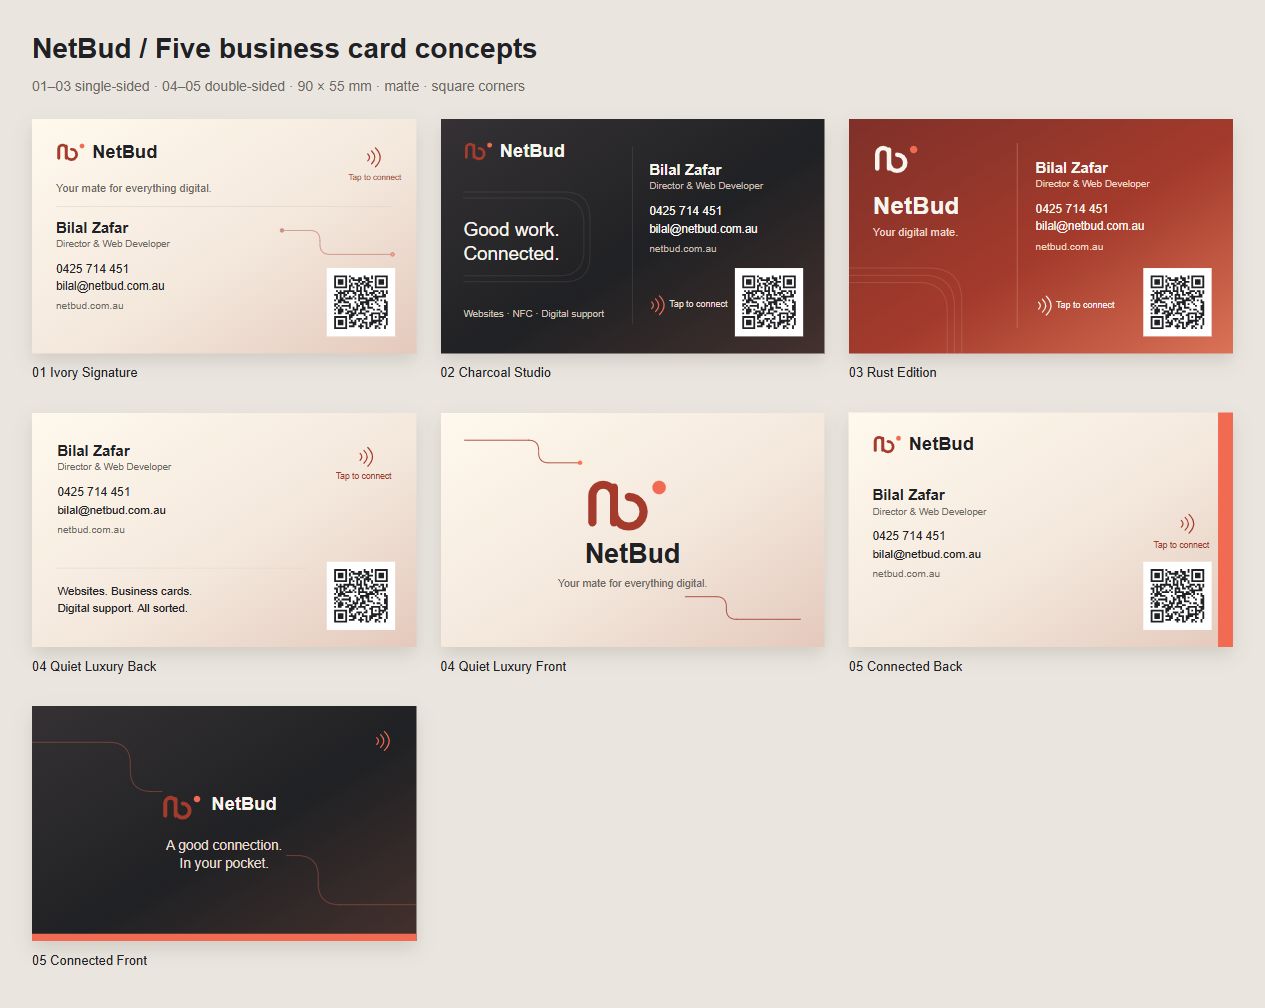 NetBud / Five business card concepts
01–03 single-sided · 04–05 double-sided · 90 × 55 mm · matte · square corners
NetBud
Tap to connect
Your mate for everything digital.
Bilal Zafar
Director & Web Developer
0425 714 451
bilal@netbud.com.au
netbud.com.au
01 Ivory Signature
NetBud
Good work.
Connected.
Websites · NFC · Digital support
Bilal Zafar
Director & Web Developer
0425 714 451
bilal@netbud.com.au
netbud.com.au
Tap to connect
02 Charcoal Studio
NetBud
Your digital mate.
Bilal Zafar
Director & Web Developer
0425 714 451
bilal@netbud.com.au
netbud.com.au
Tap to connect
03 Rust Edition
Bilal Zafar
Director & Web Developer
0425 714 451
bilal@netbud.com.au
netbud.com.au
Tap to connect
Websites. Business cards.
Digital support. All sorted.
04 Quiet Luxury Back
NetBud
Your mate for everything digital.
04 Quiet Luxury Front
NetBud
Bilal Zafar
Director & Web Developer
0425 714 451
bilal@netbud.com.au
netbud.com.au
Tap to connect
05 Connected Back
NetBud
A good connection.
In your pocket.
05 Connected Front